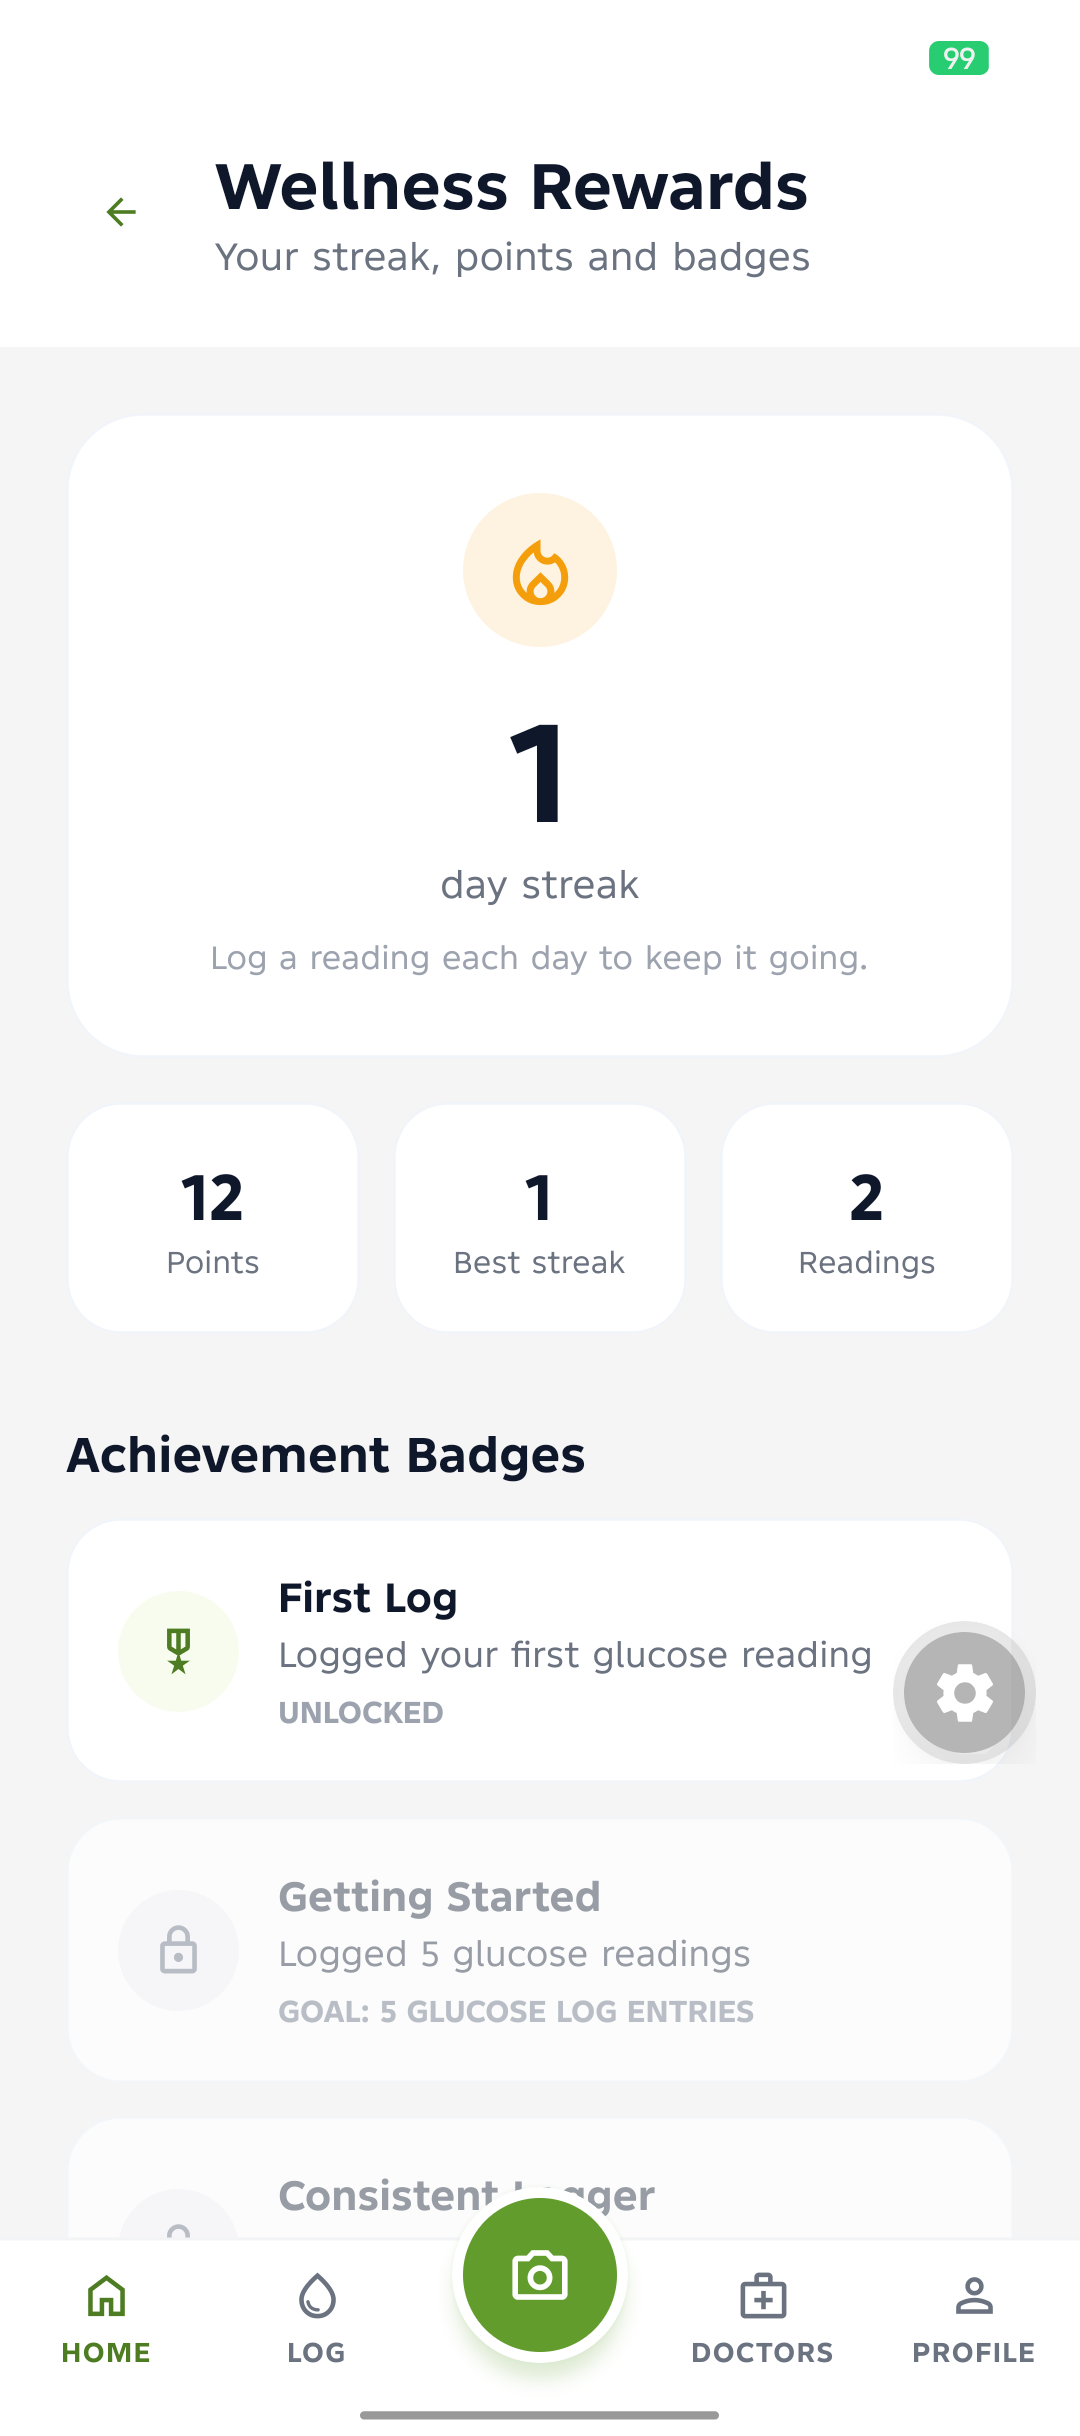 99
Wellness Rewards
Your streak, points and badges
1
day streak
Log a reading each day to keep it going.
12
Points
1
Best streak
2
Readings
Achievement Badges
First Log
Logged your first glucose reading
UNLOCKED
Getting Started
Logged 5 glucose readings
GOAL: 5 GLUCOSE LOG ENTRIES
Consistent Logger
HOME
LOG
DOCTORS
PROFILE